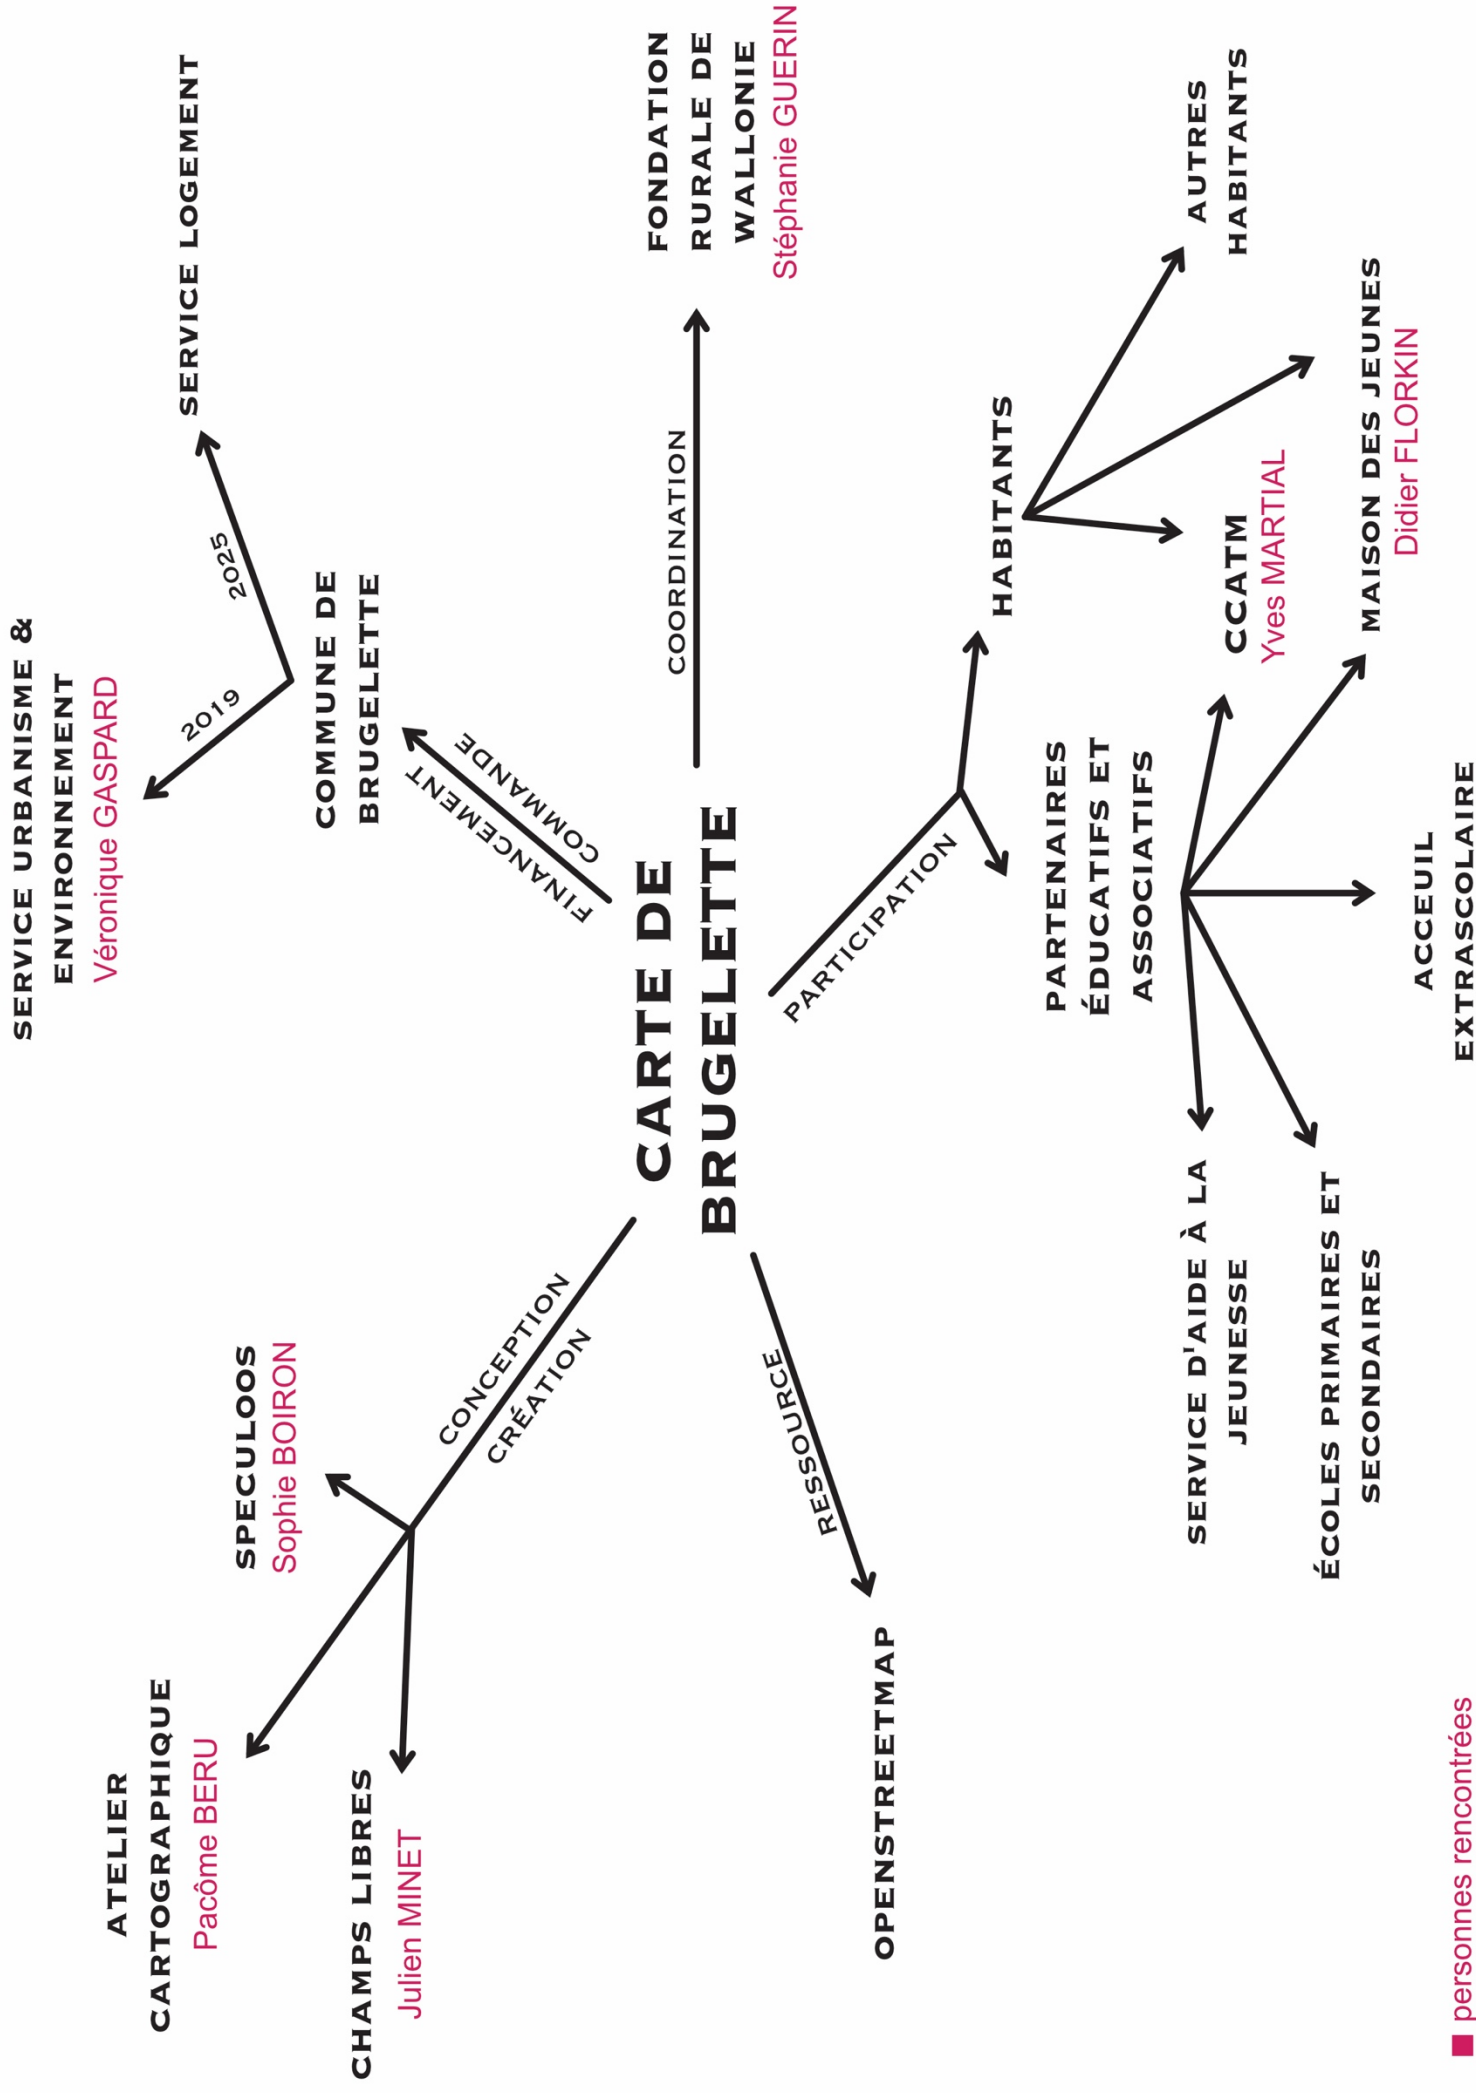 SERVICE URBANISME &
ENVIRONNEMENT
Véronique GASPARD
SERVICE LOGEMENT
2019
2025
COMMUNE DE
BRUGELETTE
FINANCEMENT
COMMANDE
ATELIER
CARTOGRAPHIQUE
Pacôme BERU
SPECULOOS
Sophie BOIRON
CHAMPS LIBRES
Julien MINET
CONCEPTION
CRÉATION
CARTE DE
BRUGELETTE
COORDINATION
FONDATION
RURALE DE
WALLONIE
Stéphanie GUERIN
RESSOURCE
OPENSTREETMAP
PARTICIPATION
HABITANTS
AUTRES
HABITANTS
PARTENAIRES
ÉDUCATIFS ET
ASSOCIATIFS
CCATM
Yves MARTIAL
MAISON DES JEUNES
Didier FLORKIN
SERVICE D'AIDE À LA
JEUNESSE
ÉCOLES PRIMAIRES ET
SECONDAIRES
ACCEUIL
EXTRASCOLAIRE
personnes rencontrées